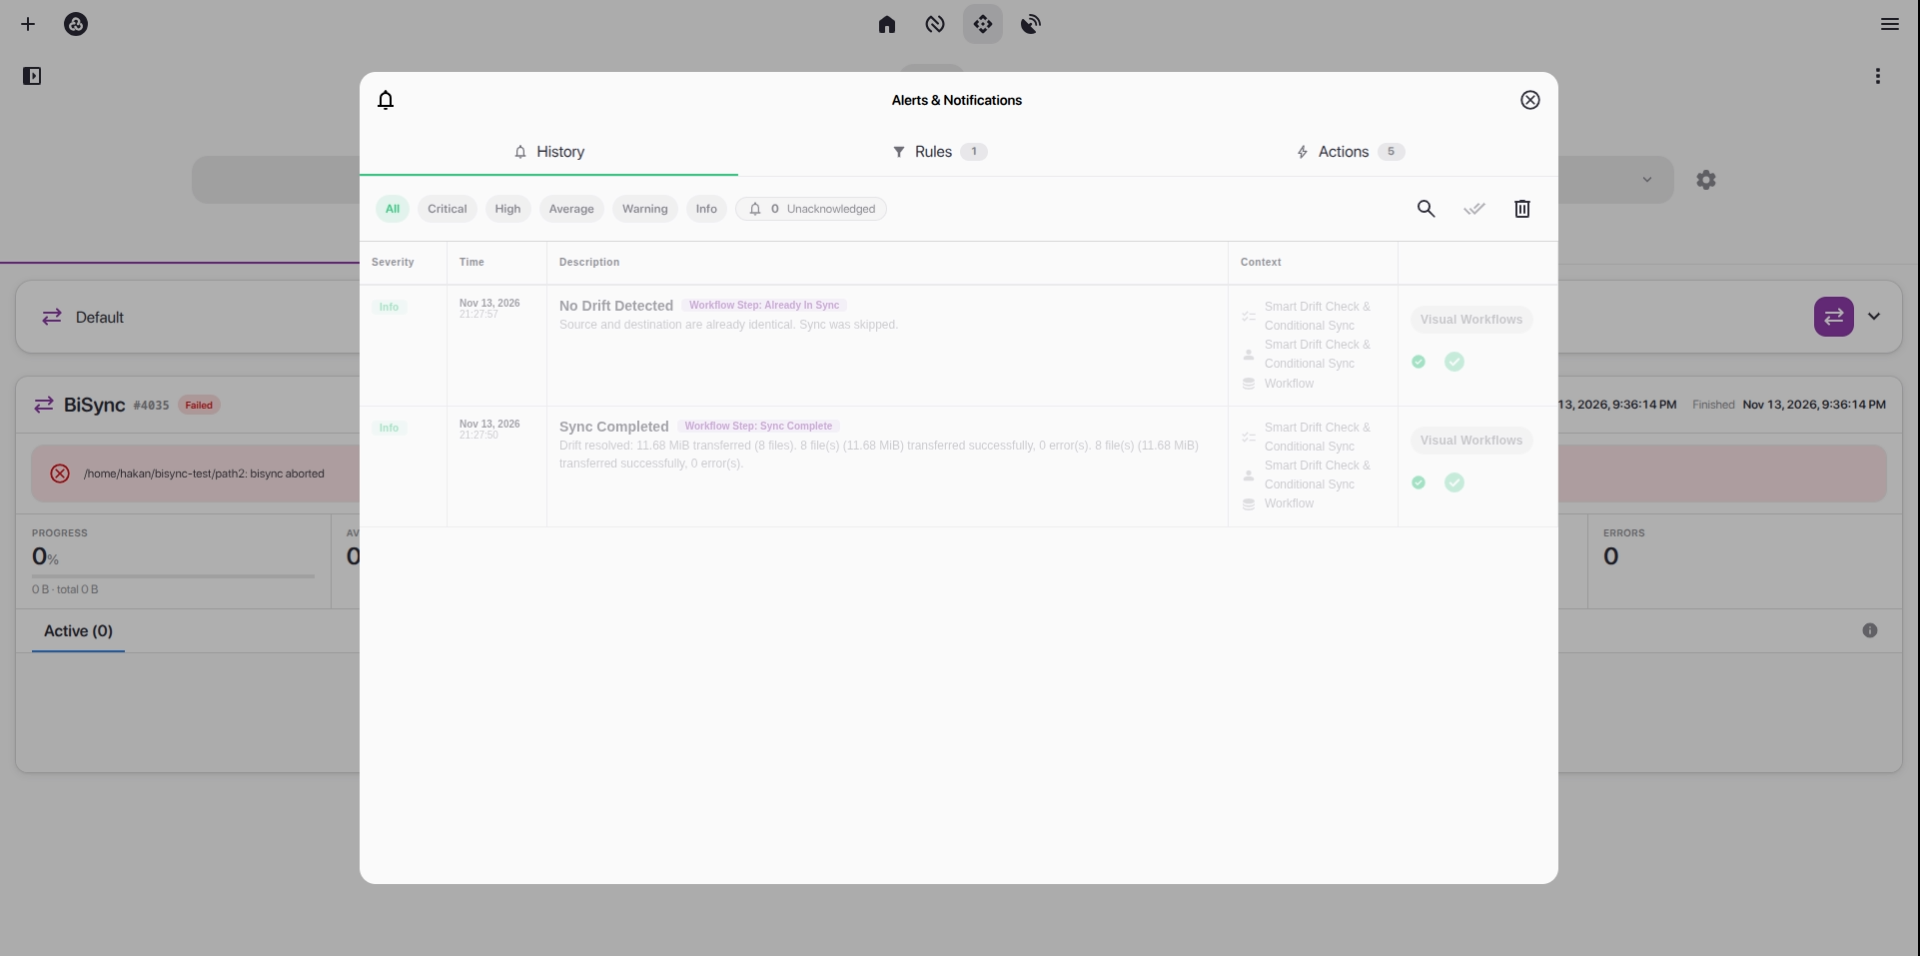 Alerts & Notifications
History
Rules 1
Actions 5
All
Critical
High
Average
Warning
Info
0 Unacknowledged
Severity
Time
Description
Context
Info
Nov 13, 2026
21:27:57
No Drift Detected
Workflow Step: Already In Sync
Source and destination are already identical. Sync was skipped.
Smart Drift Check &
Conditional Sync
Smart Drift Check &
Conditional Sync
Workflow
Visual Workflows
Info
Nov 13, 2026
21:27:50
Sync Completed
Workflow Step: Sync Complete
Drift resolved: 11.68 MiB transferred (8 files). 8 file(s) (11.68 MiB) transferred successfully, 0 error(s). 8 file(s) (11.68 MiB)
transferred successfully, 0 error(s).
Smart Drift Check &
Conditional Sync
Smart Drift Check &
Conditional Sync
Workflow
Visual Workflows
Default
BiSync #4035 Failed
13, 2026, 9:36:14 PM Finished Nov 13, 2026, 9:36:14 PM
/home/hakan/bisync-test/path2: bisync aborted
PROGRESS
0%
0 B · total 0 B
AV
0
ERRORS
0
Active (0)